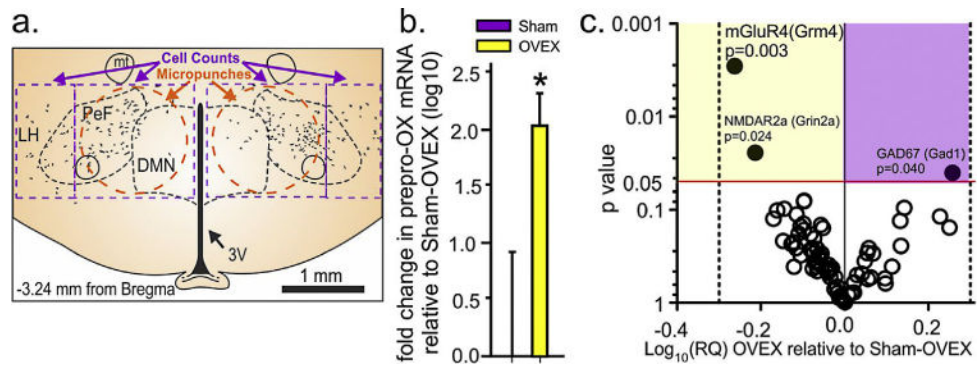 a.
mt
Cell Counts
Micropunches
PeF
LH
DMN
3V
1 mm
-3.24 mm from Bregma
b.
Sham
OVEX
fold change in prepro-OX mRNA
relative to Sham-OVEX (log10)
2.5
*
2.0
1.5
1.0
0.5
0.0
c.
p value
0.001
0.01
0.05
0.1
1
mGluR4(Grm4)
p=0.003
NMDAR2a (Grin2a)
p=0.024
GAD67 (Gad1)
p=0.040
-0.4
-0.2
0.0
0.2
Log10(RQ) OVEX relative to Sham-OVEX